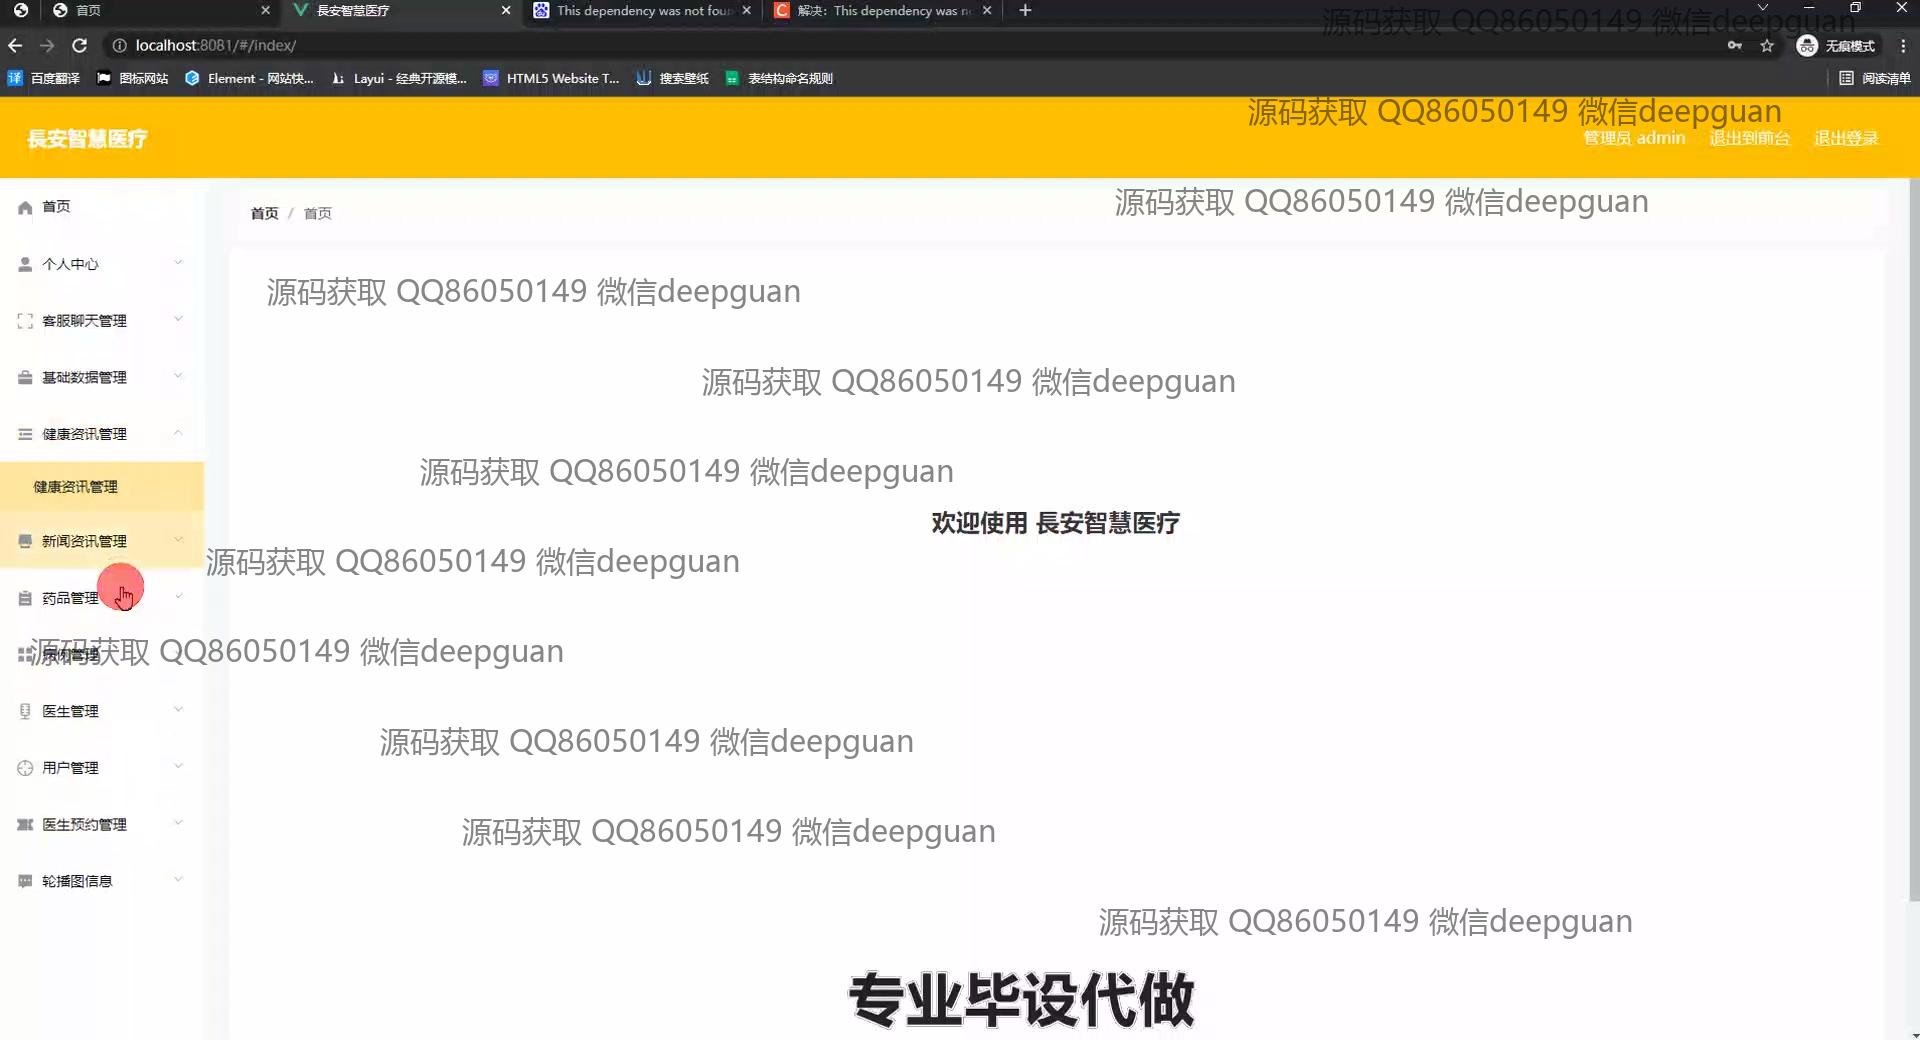 首页
長安智慧医疗
This dependency was not foun
解决：This dependency was n
源码获取 QQ86050149 微信deepguan
localhost:8081/#/index/
无痕模式
百度翻译
图标网站
Element - 网站快...
Layui - 经典开源模...
HTML5 Website T...
搜索壁纸
表结构命名规则
阅读清单
源码获取 QQ86050149 微信deepguan
長安智慧医疗
管理员 admin
退出到前台
退出登录
源码获取 QQ86050149 微信deepguan
首页
首页 / 首页
个人中心
源码获取 QQ86050149 微信deepguan
客服聊天管理
基础数据管理
源码获取 QQ86050149 微信deepguan
健康资讯管理
源码获取 QQ86050149 微信deepguan
健康资讯管理
欢迎使用 長安智慧医疗
新闻资讯管理
源码获取 QQ86050149 微信deepguan
药品管理
源码获取 QQ86050149 微信deepguan
病例管理
医生管理
源码获取 QQ86050149 微信deepguan
用户管理
医生预约管理
源码获取 QQ86050149 微信deepguan
轮播图信息
源码获取 QQ86050149 微信deepguan
专业毕设代做